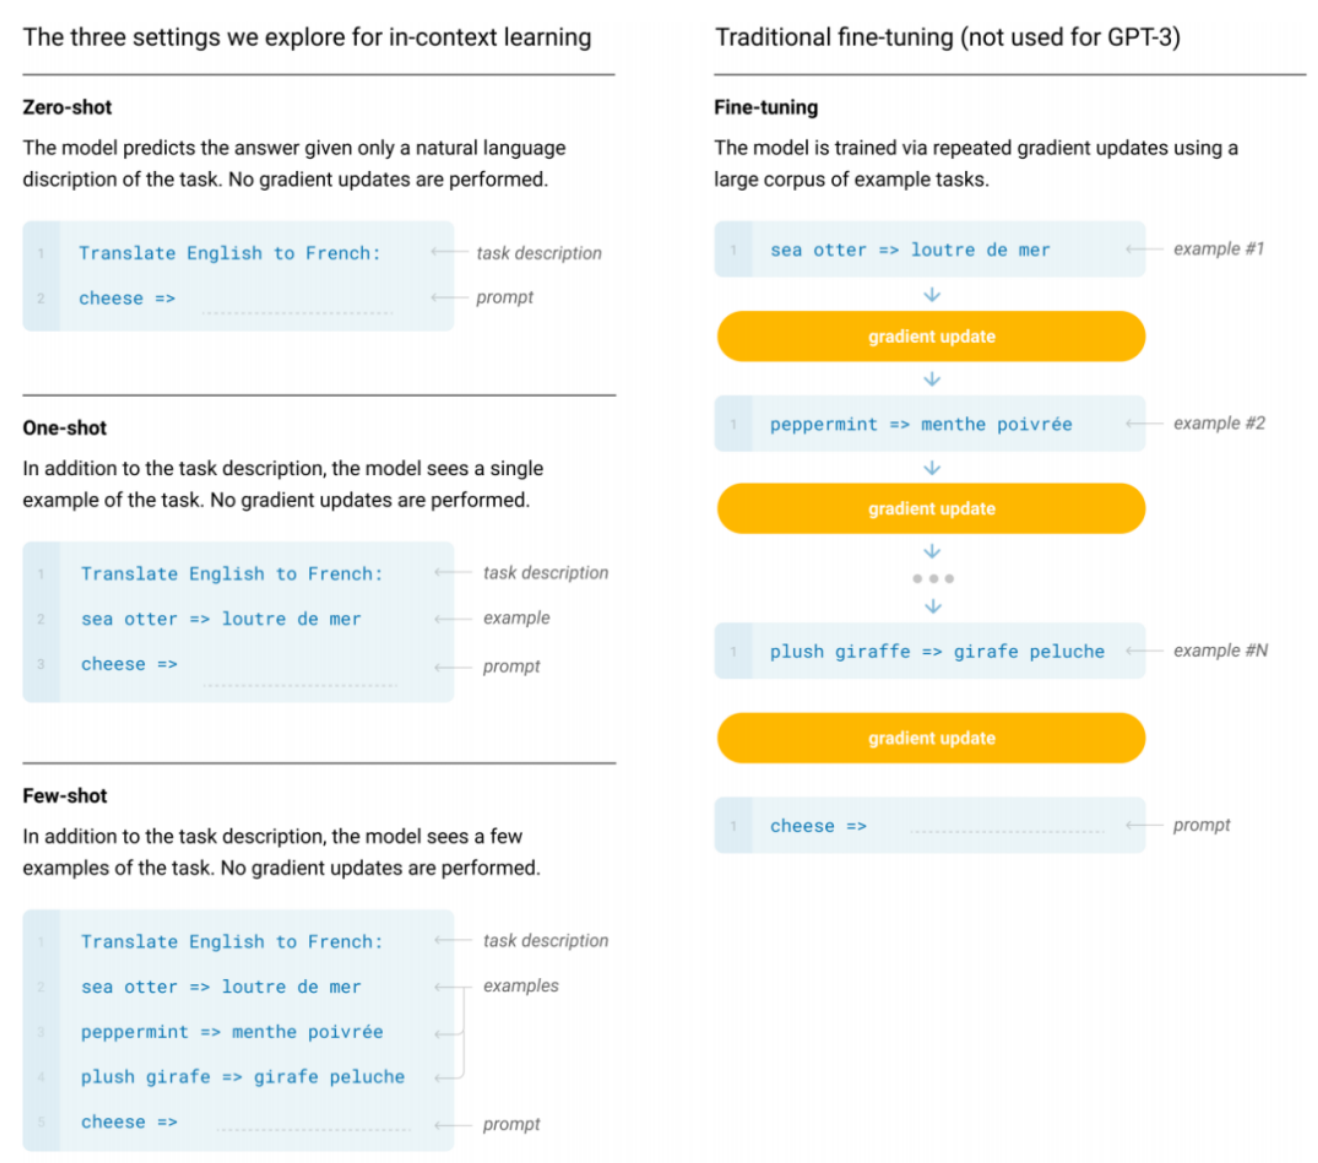 The three settings we explore for in-context learning
Zero-shot
The model predicts the answer given only a natural language
discription of the task. No gradient updates are performed.
1 Translate English to French: task description
2 cheese => prompt
One-shot
In addition to the task description, the model sees a single
example of the task. No gradient updates are performed.
1 Translate English to French: task description
2 sea otter => loutre de mer example
3 cheese => prompt
Few-shot
In addition to the task description, the model sees a few
examples of the task. No gradient updates are performed.
1 Translate English to French: task description
2 sea otter => loutre de mer examples
3 peppermint => menthe poivrée
4 plush girafe => girafe peluche
5 cheese => prompt
Traditional fine-tuning (not used for GPT-3)
Fine-tuning
The model is trained via repeated gradient updates using a
large corpus of example tasks.
1 sea otter => loutre de mer example #1
gradient update
1 peppermint => menthe poivrée example #2
gradient update
1 plush giraffe => girafe peluche example #N
gradient update
1 cheese => prompt